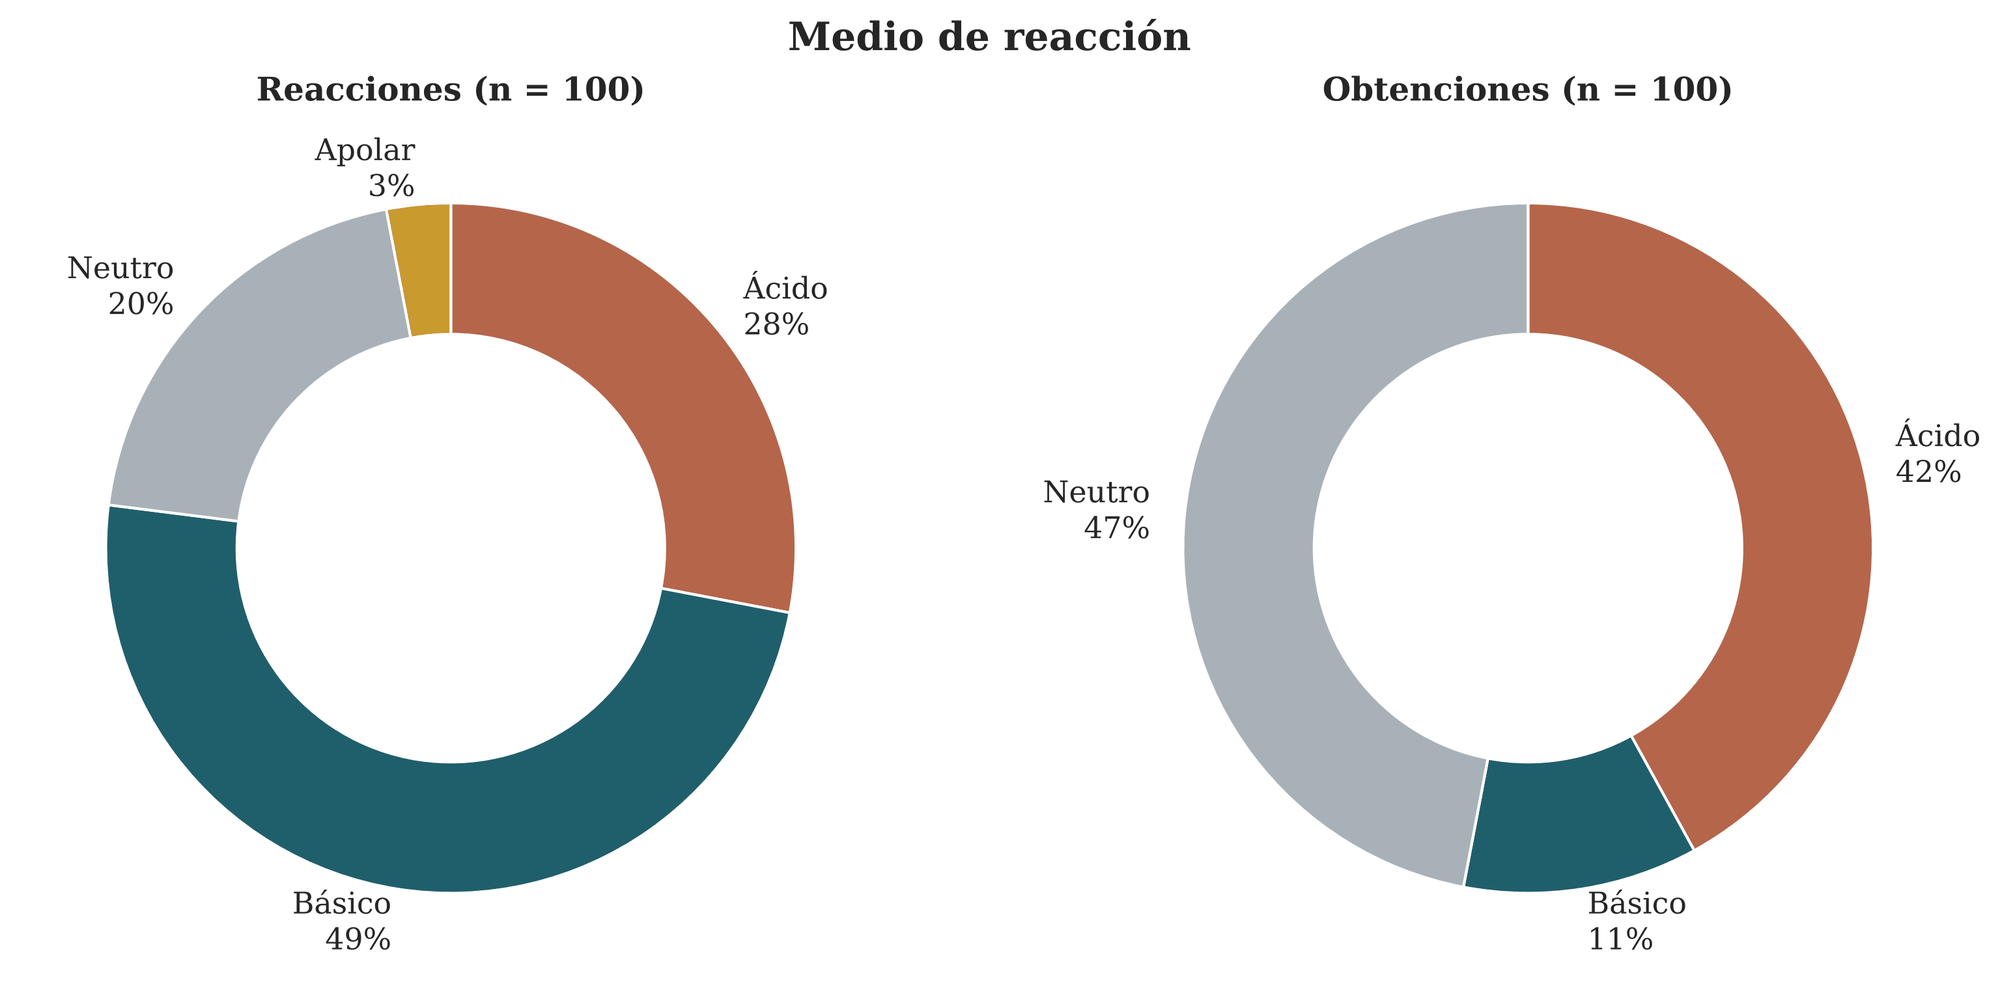 Medio de reacción
Reacciones (n = 100)
Apolar
3%
Neutro
20%
Ácido
28%
Básico
49%
Obtenciones (n = 100)
Ácido
42%
Neutro
47%
Básico
11%